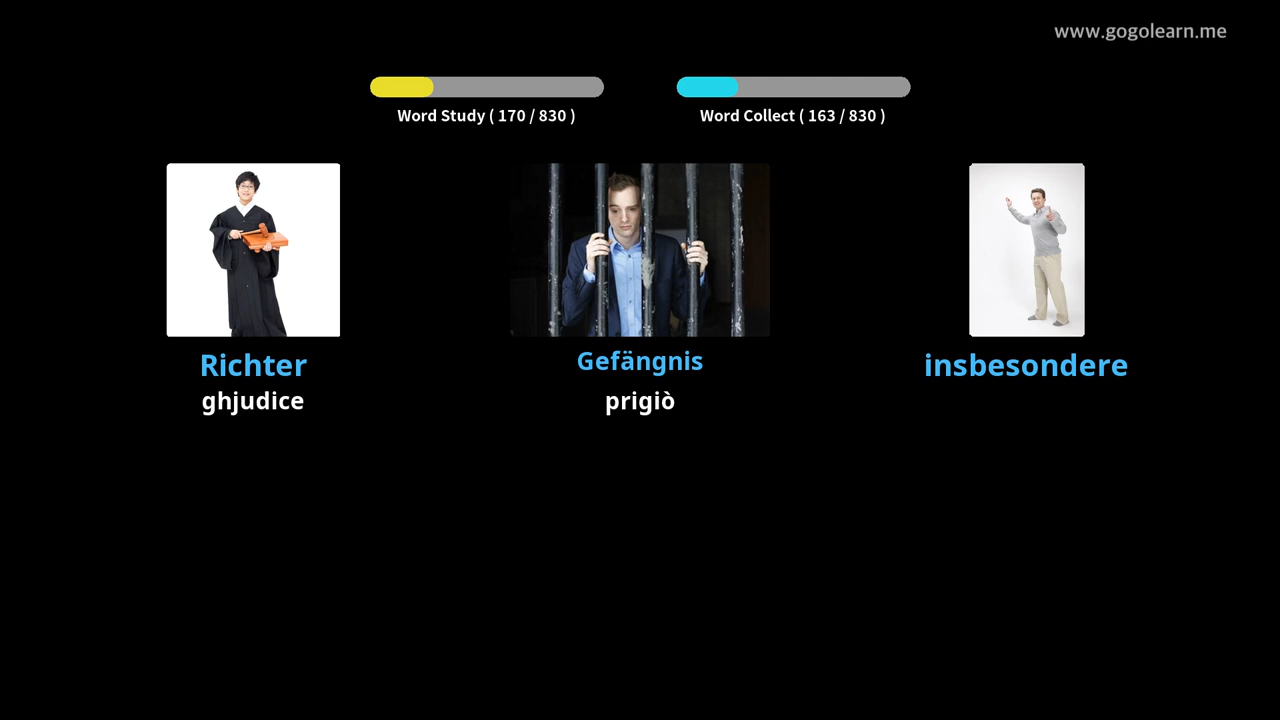 www.gogolearn.me
Word Study ( 170 / 830 )
Word Collect ( 163 / 830 )
Richter
ghjudice
Gefängnis
prigiò
insbesondere